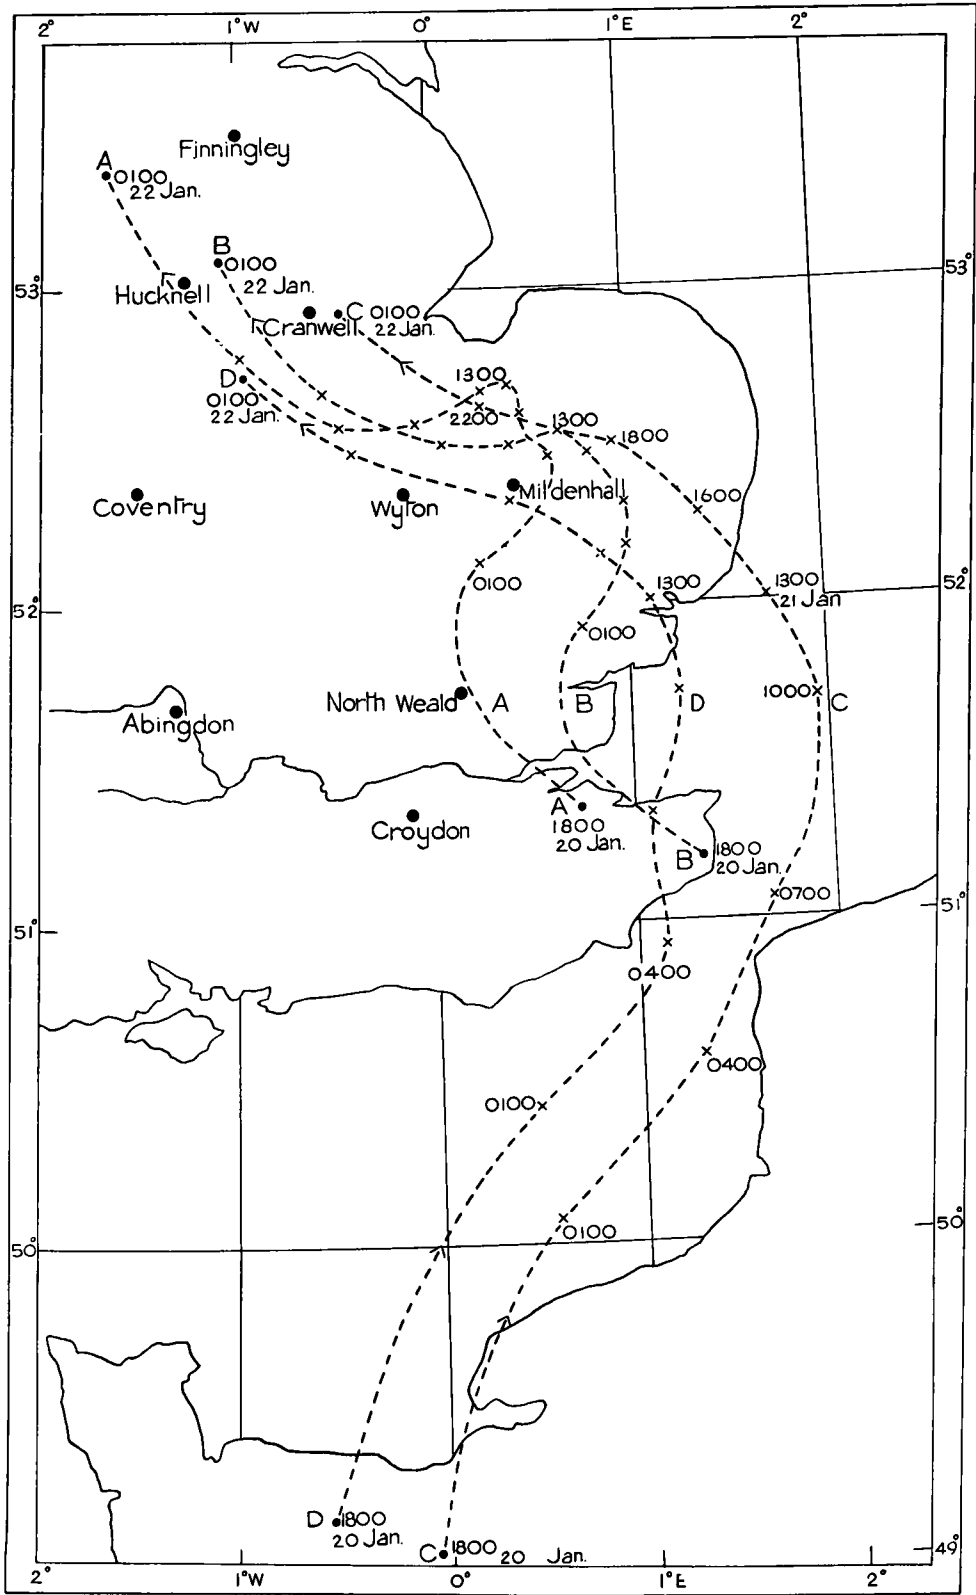 2° 1°W 0° 1°E 2°
Finningley
A
0100
22 Jan.
B
0100
22 Jan.
53° 53°
Hucknell
Cranwell
C 0100
22 Jan.
D
0100
22 Jan.
1300
2200
1300
1800
Coventry
Wyton
Mildenhall
1600
0100
1300
1300
21 Jan
52° 52°
0100
North Weald
A
B
D
1000
C
Abingdon
Croydon
A
1800
20 Jan.
B
1800
20 Jan.
0700
51° 51°
0400
0400
0100
0100
50° 50°
D 1800
20 Jan.
C 1800 20 Jan.
49°
2° 1°W 0° 1°E 2°